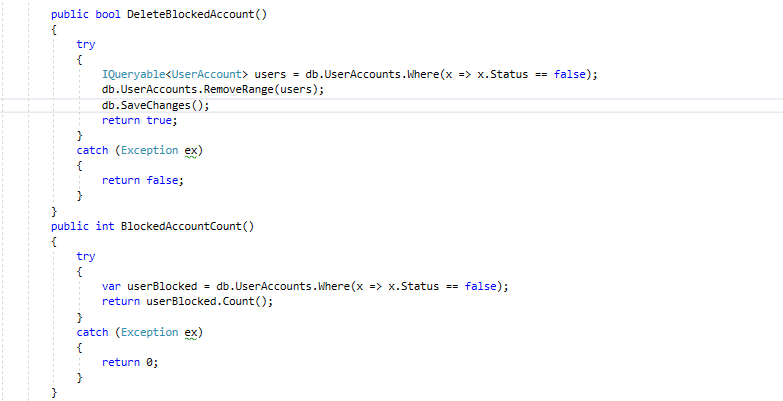 public bool DeleteBlockedAccount()
{
try
{
IQueryable<UserAccount> users = db.UserAccounts.Where(x => x.Status == false);
db.UserAccounts.RemoveRange(users);
db.SaveChanges();
return true;
}
catch (Exception ex)
{
return false;
}
}
public int BlockedAccountCount()
{
try
{
var userBlocked = db.UserAccounts.Where(x => x.Status == false);
return userBlocked.Count();
}
catch (Exception ex)
{
return 0;
}
}